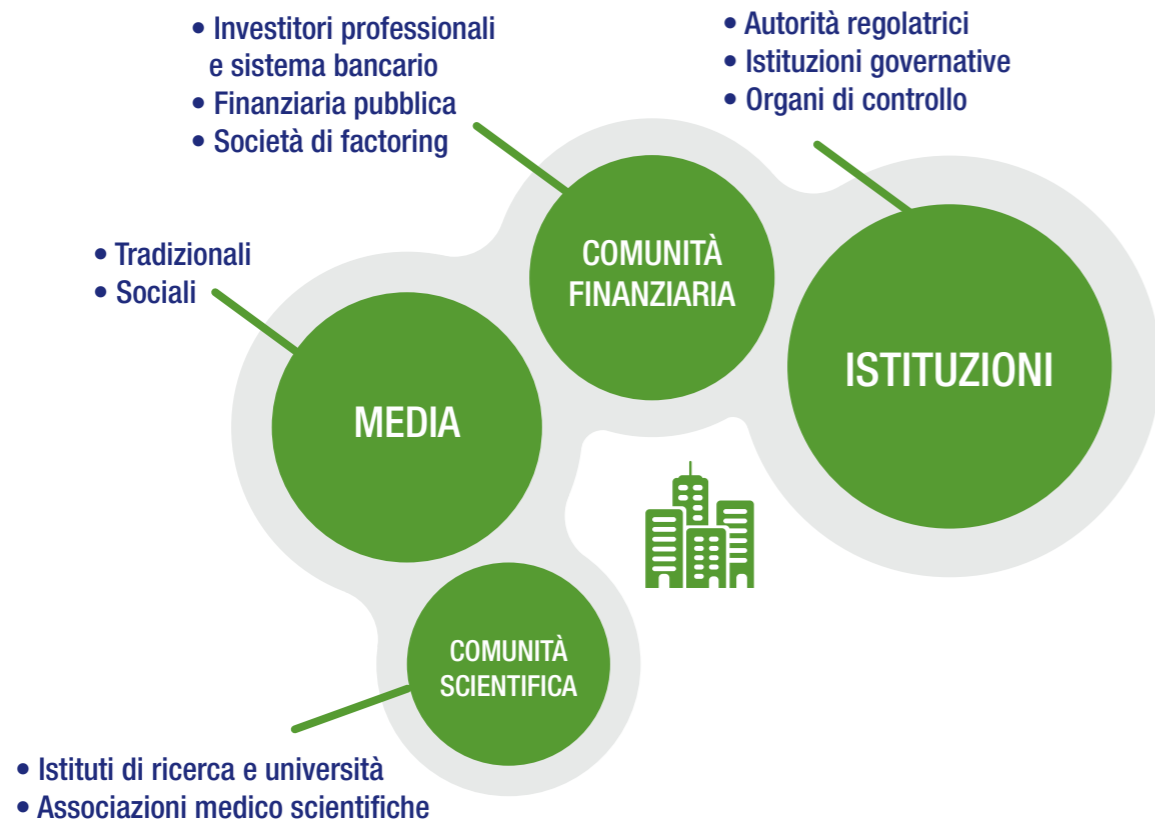 • Investitori professionali
e sistema bancario
• Finanziaria pubblica
• Società di factoring
• Autorità regolatrici
• Istituzioni governative
• Organi di controllo
• Tradizionali
• Sociali
COMUNITÀ
FINANZIARIA
ISTITUZIONI
MEDIA
COMUNITÀ
SCIENTIFICA
• Istituti di ricerca e università
• Associazioni medico scientifiche